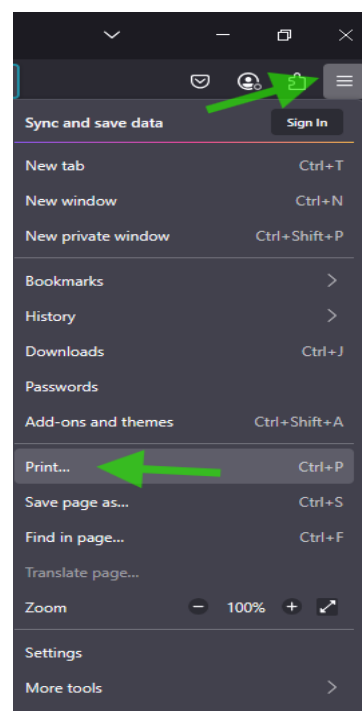 Sync and save data Sign In
New tab Ctrl+T
New window Ctrl+N
New private window Ctrl+Shift+P
Bookmarks
History
Downloads Ctrl+J
Passwords
Add-ons and themes Ctrl+Shift+A
Print... Ctrl+P
Save page as... Ctrl+S
Find in page... Ctrl+F
Translate page...
Zoom − 100% +
Settings
More tools